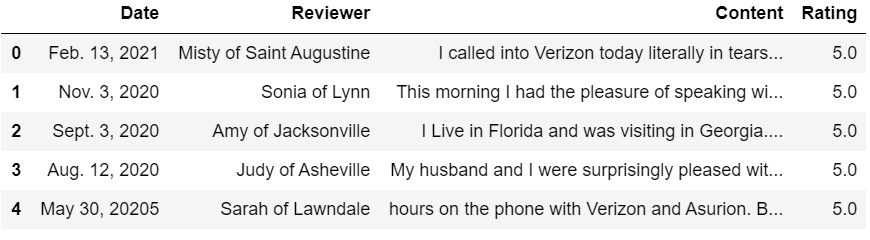 Date Reviewer Content Rating
0 Feb. 13, 2021 Misty of Saint Augustine I called into Verizon today literally in tears... 5.0
1 Nov. 3, 2020 Sonia of Lynn This morning I had the pleasure of speaking wi... 5.0
2 Sept. 3, 2020 Amy of Jacksonville I Live in Florida and was visiting in Georgia.... 5.0
3 Aug. 12, 2020 Judy of Asheville My husband and I were surprisingly pleased wit... 5.0
4 May 30, 20205 Sarah of Lawndale hours on the phone with Verizon and Asurion. B... 5.0